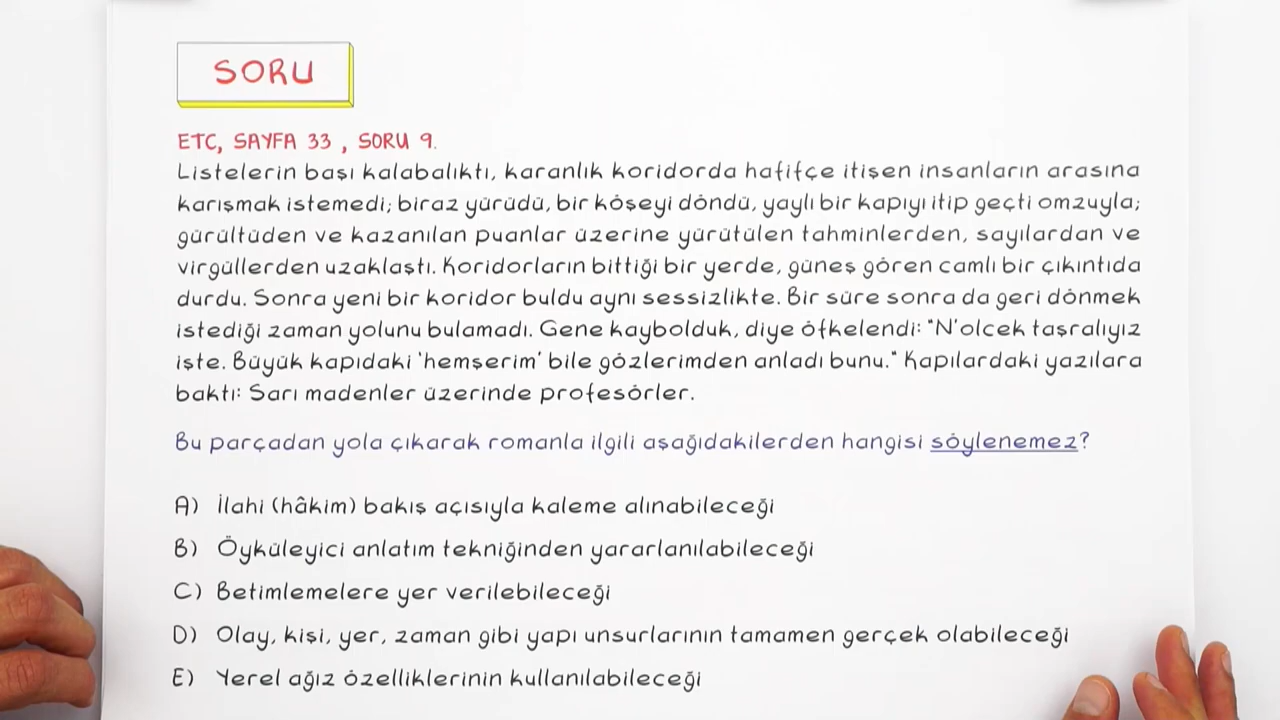 SORU
ETC, SAYFA 33 , SORU 9.
Listelerin başı kalabalıktı, karanlık koridorda hafifçe itişen insanların arasına
karışmak istemedi; biraz yürüdü, bir köşeyi döndü, yaylı bir kapıyı itip geçti omzuyla;
gürültüden ve kazanılan puanlar üzerine yürütülen tahminlerden, sayılardan ve
virgüllerden uzaklaştı. Koridorların bittiği bir yerde, güneş gören camlı bir çıkıntıda
durdu. Sonra yeni bir koridor buldu aynı sessizlikte. Bir süre sonra da geri dönmek
istediği zaman yolunu bulamadı. Gene kaybolduk, diye öfkelendi: "N'olcek taşralıyız
işte. Büyük kapıdaki 'hemşerim' bile gözlerimden anladı bunu." Kapılardaki yazılara
baktı: Sarı madenler üzerinde profesörler.
Bu parçadan yola çıkarak romanla ilgili aşağıdakilerden hangisi söylenemez?
A) İlahi (hâkim) bakış açısıyla kaleme alınabileceği
B) Öyküleyici anlatım tekniğinden yararlanılabileceği
C) Betimlemelere yer verilebileceği
D) Olay, kişi, yer, zaman gibi yapı unsurlarının tamamen gerçek olabileceği
E) Yerel ağız özelliklerinin kullanılabileceği